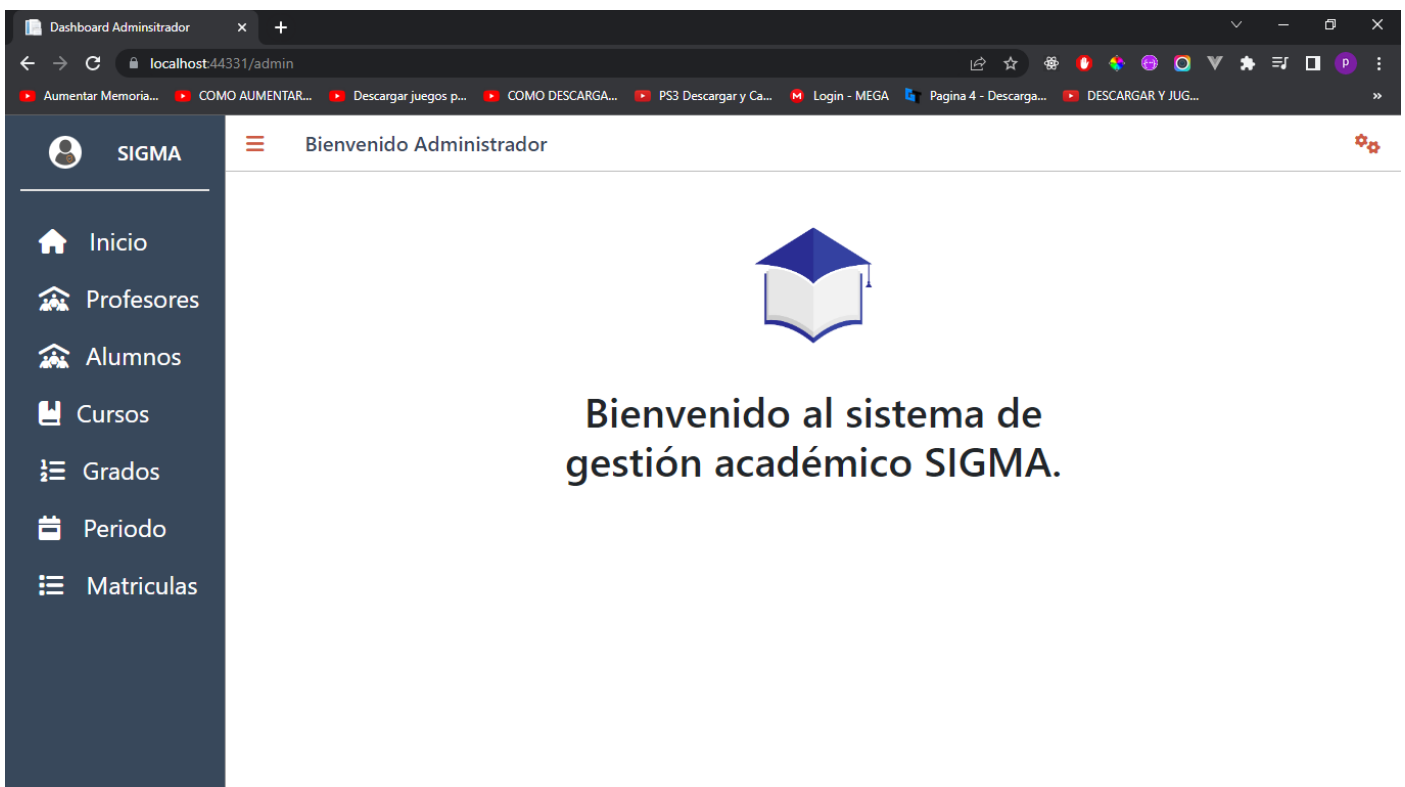 Dashboard Adminsitrador
localhost:44331/admin
P
Aumentar Memoria... COMO AUMENTAR... Descargar juegos p... COMO DESCARGA... PS3 Descargar y Ca... Login - MEGA Pagina 4 - Descarga... DESCARGAR Y JUG... »
SIGMA
Bienvenido Administrador
Inicio
Profesores
Alumnos
Cursos
Grados
Periodo
Matriculas
Bienvenido al sistema de
gestión académico SIGMA.